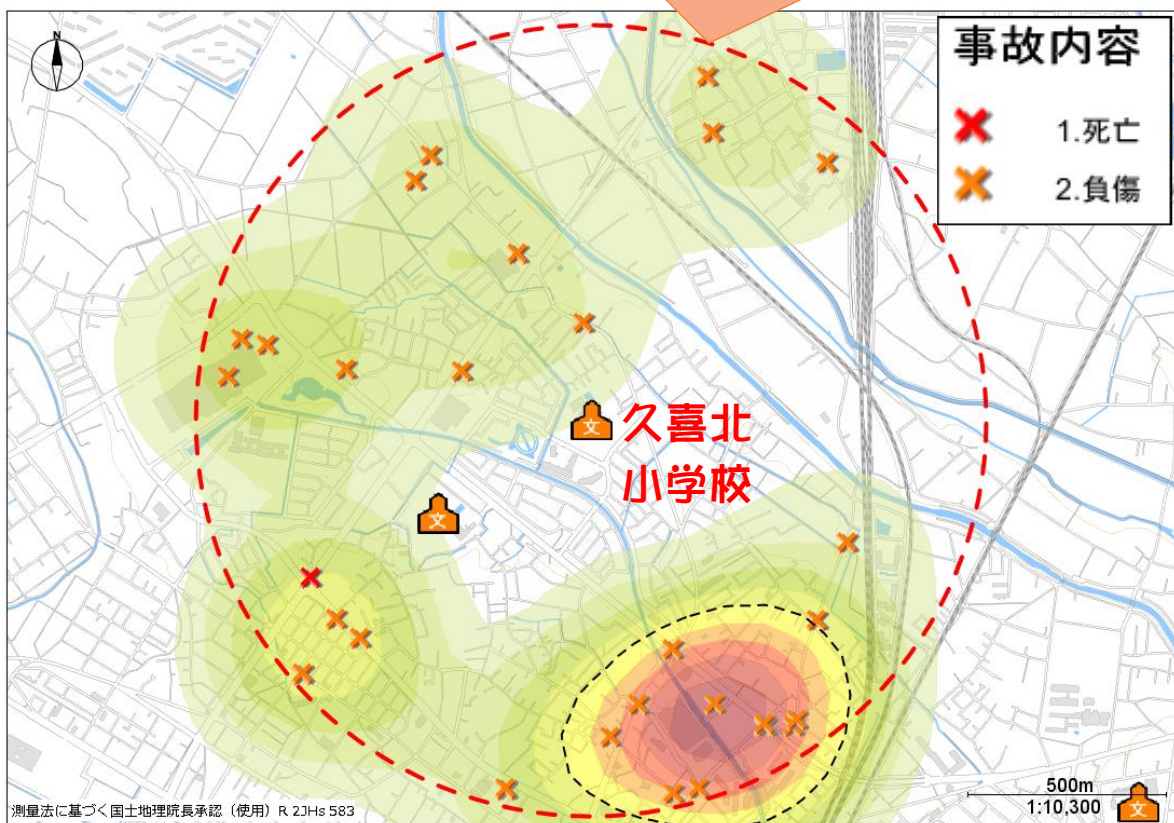 N
事故内容
1.死亡
2.負傷
文
久喜北
小学校
文
500m
1:10,300
文
測量法に基づく国土地理院長承認（使用）R 2JHs 583